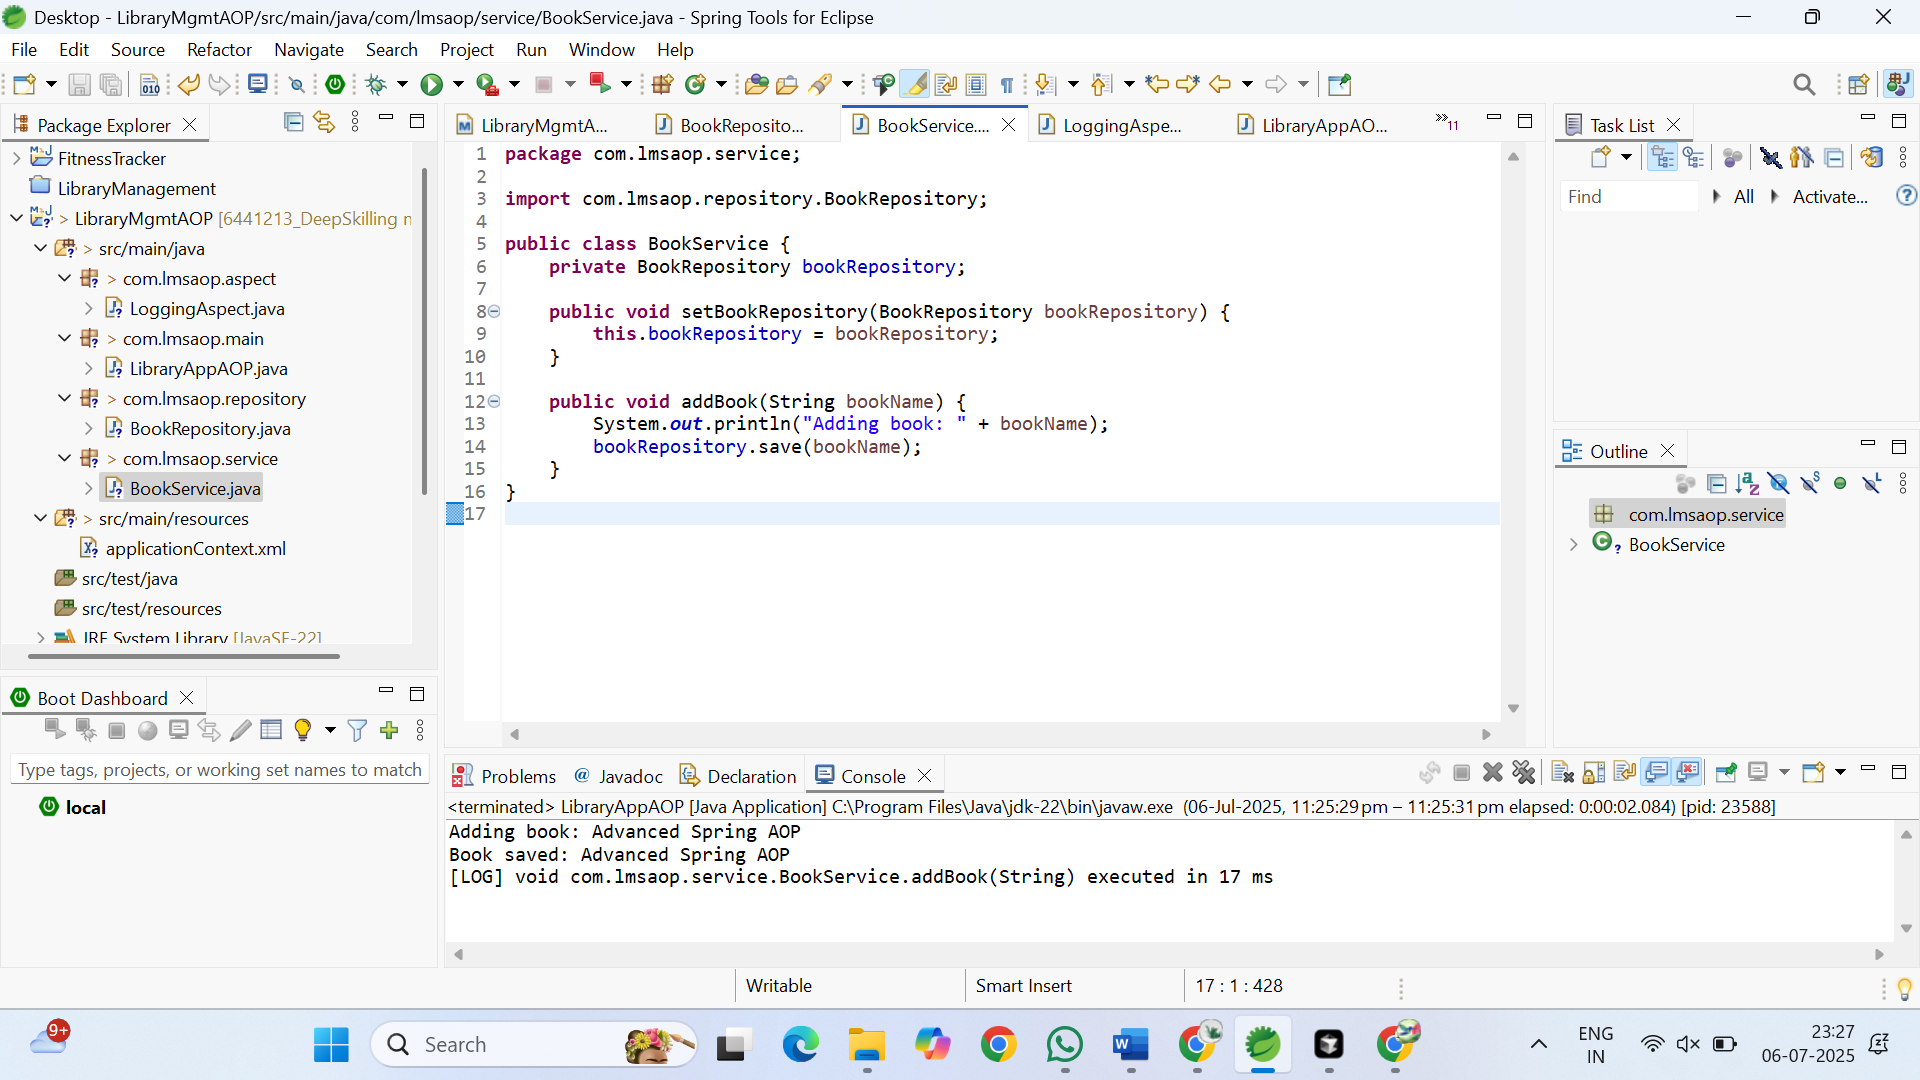 Desktop - LibraryMgmtAOP/src/main/java/com/lmsaop/service/BookService.java - Spring Tools for Eclipse
File Edit Source Refactor Navigate Search Project Run Window Help
Package Explorer
FitnessTracker
LibraryManagement
> LibraryMgmtAOP [6441213_DeepSkilling n
> src/main/java
> com.lmsaop.aspect
LoggingAspect.java
> com.lmsaop.main
LibraryAppAOP.java
> com.lmsaop.repository
BookRepository.java
> com.lmsaop.service
BookService.java
> src/main/resources
applicationContext.xml
src/test/java
src/test/resources
JRE System Library [JavaSE-22]
Boot Dashboard
Type tags, projects, or working set names to match
local
LibraryMgmtA... BookReposito... BookService.... LoggingAspe... LibraryAppAO... »11
1 package com.lmsaop.service;
2
3 import com.lmsaop.repository.BookRepository;
4
5 public class BookService {
6 private BookRepository bookRepository;
7
8 public void setBookRepository(BookRepository bookRepository) {
9 this.bookRepository = bookRepository;
10 }
11
12 public void addBook(String bookName) {
13 System.out.println("Adding book: " + bookName);
14 bookRepository.save(bookName);
15 }
16 }
17
Task List
Find All Activate...
Outline
com.lmsaop.service
BookService
Problems @ Javadoc Declaration Console
<terminated> LibraryAppAOP [Java Application] C:\Program Files\Java\jdk-22\bin\javaw.exe (06-Jul-2025, 11:25:29 pm – 11:25:31 pm elapsed: 0:00:02.084) [pid: 23588]
Adding book: Advanced Spring AOP
Book saved: Advanced Spring AOP
[LOG] void com.lmsaop.service.BookService.addBook(String) executed in 17 ms
Writable Smart Insert 17 : 1 : 428
9+
Search
ENG
IN
23:27
06-07-2025